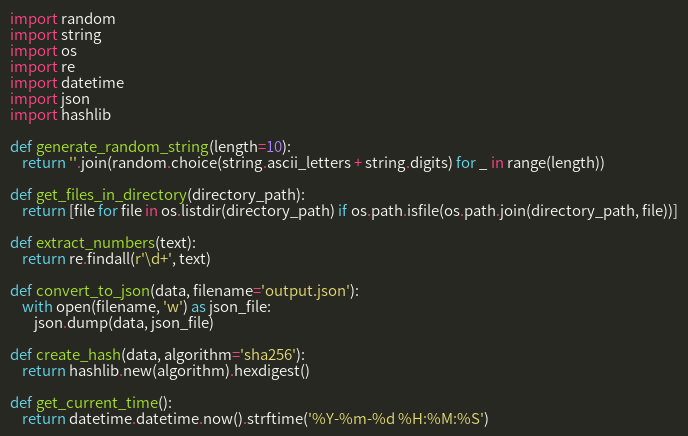 import random
import string
import os
import re
import datetime
import json
import hashlib

def generate_random_string(length=10):
    return ''.join(random.choice(string.ascii_letters + string.digits) for _ in range(length))

def get_files_in_directory(directory_path):
    return [file for file in os.listdir(directory_path) if os.path.isfile(os.path.join(directory_path, file))]

def extract_numbers(text):
    return re.findall(r'\d+', text)

def convert_to_json(data, filename='output.json'):
    with open(filename, 'w') as json_file:
        json.dump(data, json_file)

def create_hash(data, algorithm='sha256'):
    return hashlib.new(algorithm).hexdigest()

def get_current_time():
    return datetime.datetime.now().strftime('%Y-%m-%d %H:%M:%S')